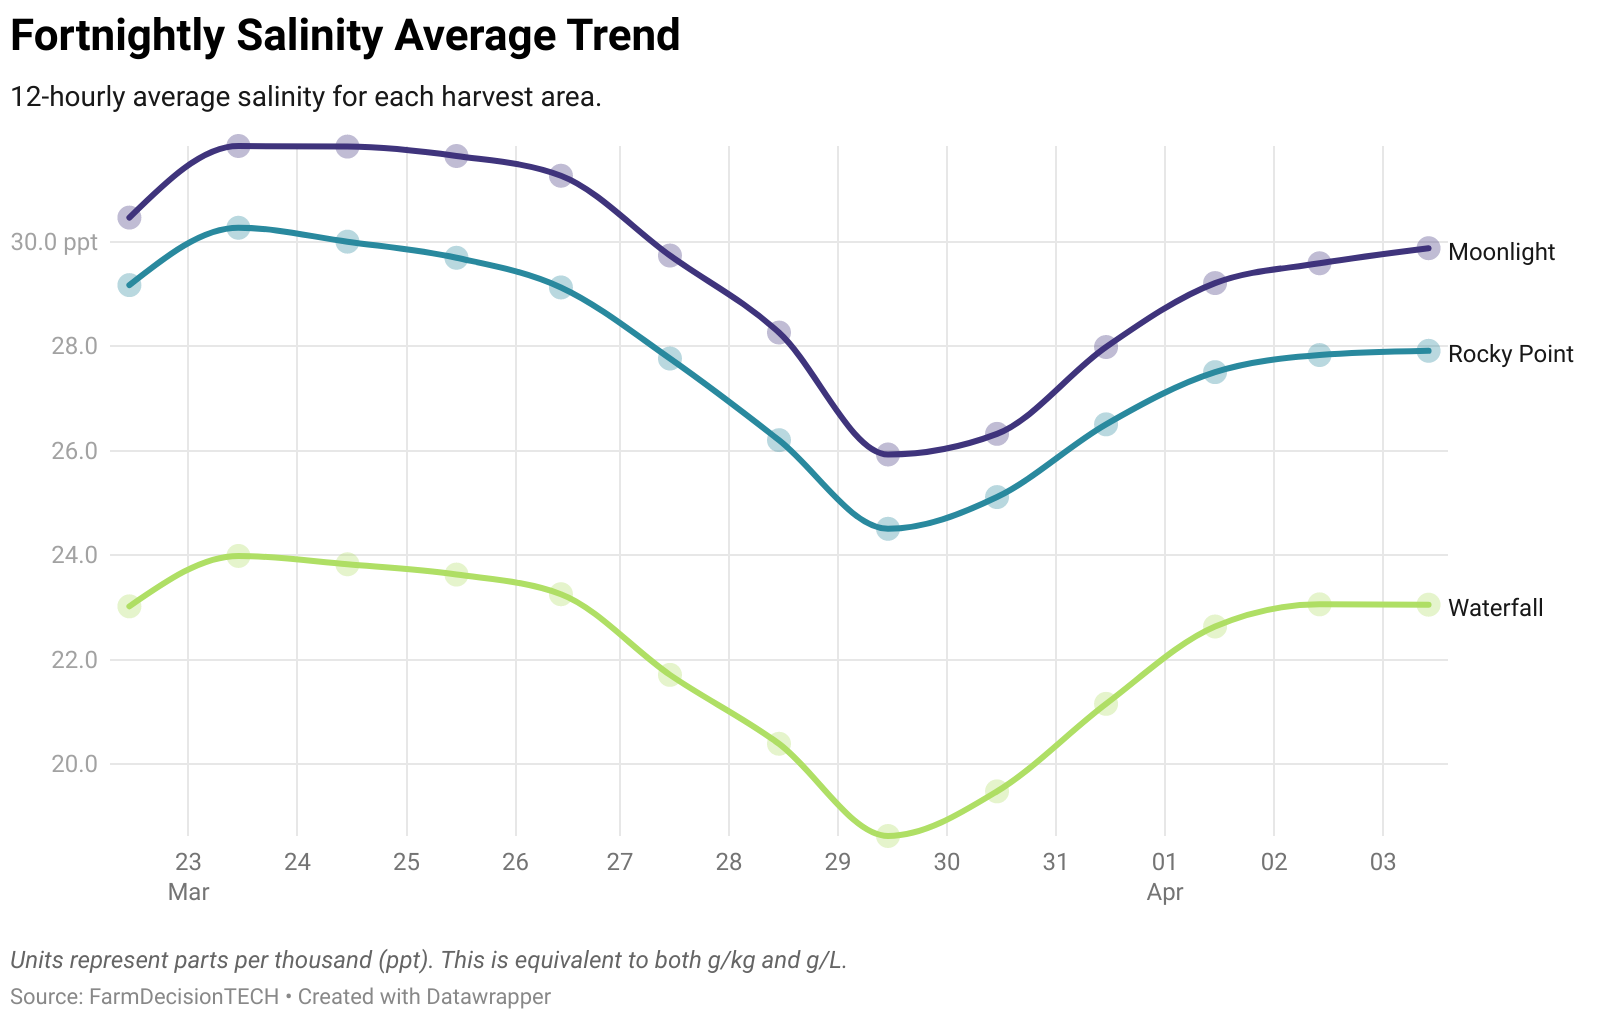 Fortnightly Salinity Average Trend
12-hourly average salinity for each harvest area.
30.0 ppt
28.0
26.0
24.0
22.0
20.0
Moonlight
Rocky Point
Waterfall
23 24 25 26 27 28 29 30 31 01 02 03
Mar Apr
Units represent parts per thousand (ppt). This is equivalent to both g/kg and g/L.
Source: FarmDecisionTECH • Created with Datawrapper